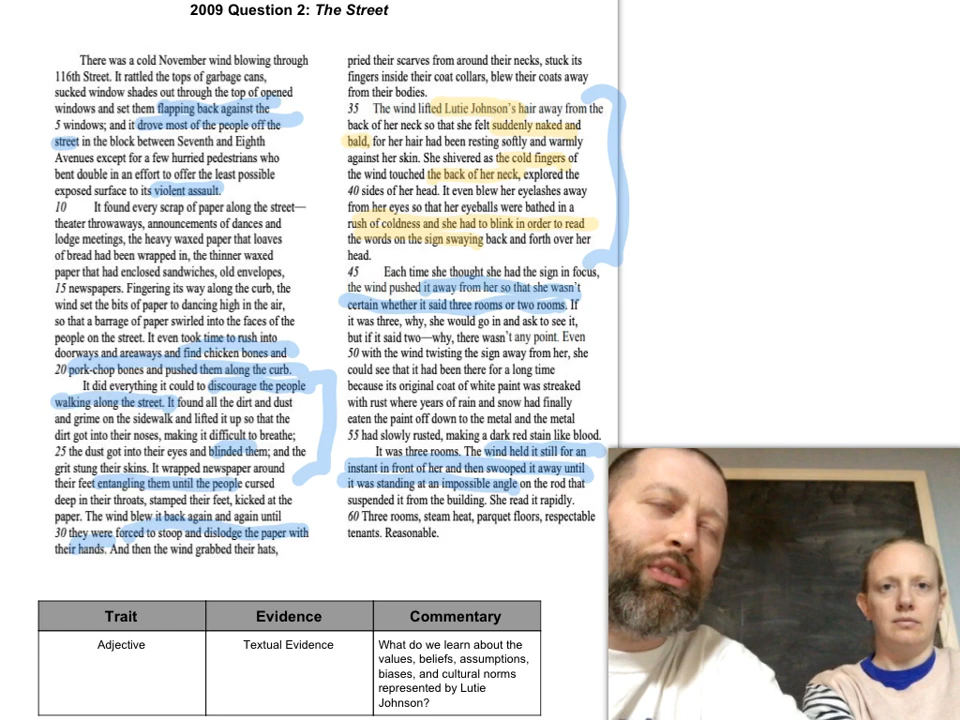 2009 Question 2: The Street
There was a cold November wind blowing through
116th Street. It rattled the tops of garbage cans,
sucked window shades out through the top of opened
windows and set them flapping back against the
5 windows; and it drove most of the people off the
street in the block between Seventh and Eighth
Avenues except for a few hurried pedestrians who
bent double in an effort to offer the least possible
exposed surface to its violent assault.
10 It found every scrap of paper along the street—
theater throwaways, announcements of dances and
lodge meetings, the heavy waxed paper that loaves
of bread had been wrapped in, the thinner waxed
paper that had enclosed sandwiches, old envelopes,
15 newspapers. Fingering its way along the curb, the
wind set the bits of paper to dancing high in the air,
so that a barrage of paper swirled into the faces of the
people on the street. It even took time to rush into
doorways and areaways and find chicken bones and
20 pork-chop bones and pushed them along the curb.
It did everything it could to discourage the people
walking along the street. It found all the dirt and dust
and grime on the sidewalk and lifted it up so that the
dirt got into their noses, making it difficult to breathe;
25 the dust got into their eyes and blinded them; and the
grit stung their skins. It wrapped newspaper around
their feet entangling them until the people cursed
deep in their throats, stamped their feet, kicked at the
paper. The wind blew it back again and again until
30 they were forced to stoop and dislodge the paper with
their hands. And then the wind grabbed their hats,
pried their scarves from around their necks, stuck its
fingers inside their coat collars, blew their coats away
from their bodies.
35 The wind lifted Lutie Johnson's hair away from the
back of her neck so that she felt suddenly naked and
bald, for her hair had been resting softly and warmly
against her skin. She shivered as the cold fingers of
the wind touched the back of her neck, explored the
40 sides of her head. It even blew her eyelashes away
from her eyes so that her eyeballs were bathed in a
rush of coldness and she had to blink in order to read
the words on the sign swaying back and forth over her
head.
45 Each time she thought she had the sign in focus,
the wind pushed it away from her so that she wasn't
certain whether it said three rooms or two rooms. If
it was three, why, she would go in and ask to see it,
but if it said two—why, there wasn't any point. Even
50 with the wind twisting the sign away from her, she
could see that it had been there for a long time
because its original coat of white paint was streaked
with rust where years of rain and snow had finally
eaten the paint off down to the metal and the metal
55 had slowly rusted, making a dark red stain like blood.
It was three rooms. The wind held it still for an
instant in front of her and then swooped it away until
it was standing at an impossible angle on the rod that
suspended it from the building. She read it rapidly.
60 Three rooms, steam heat, parquet floors, respectable
tenants. Reasonable.
Trait Evidence Commentary
Adjective Textual Evidence What do we learn about the
values, beliefs, assumptions,
biases, and cultural norms
represented by Lutie
Johnson?